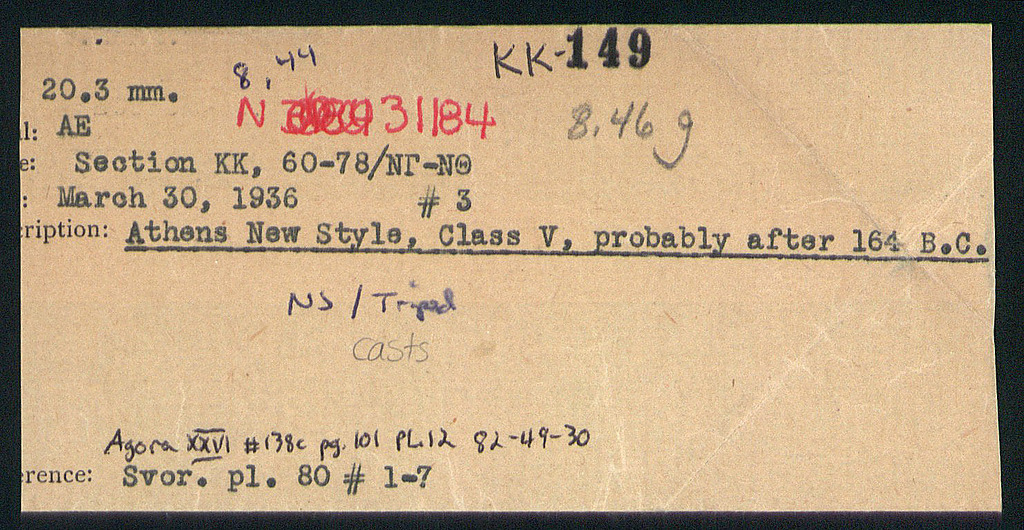 8,44 KK-149
20.3 mm.
N 31184 8.46 g
l: AE
e: Section KK, 60-78/ΝΓ-ΝΘ
: March 30, 1936 # 3
ription: Athens New Style, Class V, probably after 164 B.C.
NS / Tripod
casts
Agora XXVI #138c pg. 101 PL.12 82-49-30
rence: Svor. pl. 80 # 1-7